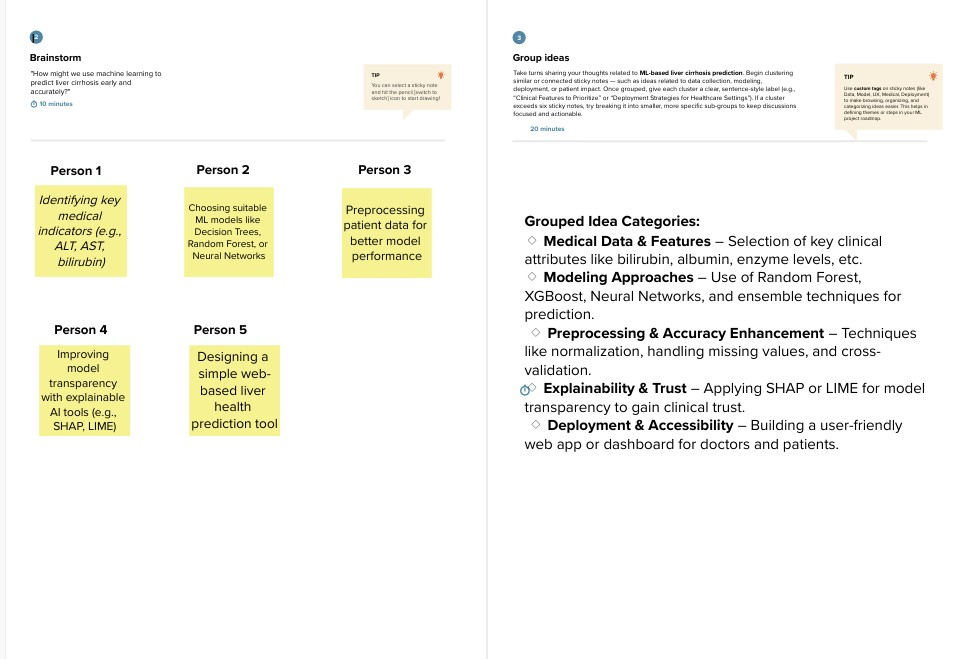 2
Brainstorm
"How might we use machine learning to
predict liver cirrhosis early and
accurately?"
10 minutes
TIP
You can select a sticky note
and hit the pencil [switch to
sketch] icon to start drawing!
Person 1
Identifying key
medical
indicators (e.g.,
ALT, AST,
bilirubin)
Person 2
Choosing suitable
ML models like
Decision Trees,
Random Forest, or
Neural Networks
Person 3
Preprocessing
patient data for
better model
performance
Person 4
Improving
model
transparency
with explainable
AI tools (e.g.,
SHAP, LIME)
Person 5
Designing a
simple web-
based liver
health
prediction tool
3
Group ideas
Take turns sharing your thoughts related to ML-based liver cirrhosis prediction. Begin clustering
similar or connected sticky notes — such as ideas related to data collection, modeling,
deployment, or patient impact. Once grouped, give each cluster a clear, sentence-style label (e.g.,
"Clinical Features to Prioritize" or "Deployment Strategies for Healthcare Settings"). If a cluster
exceeds six sticky notes, try breaking it into smaller, more specific sub-groups to keep discussions
focused and actionable.
20 minutes
TIP
Use custom tags on sticky notes (like
Data, Model, UX, Medical, Deployment)
to make browsing, organizing, and
categorizing ideas easier. This helps in
defining themes or steps in your ML
project roadmap.
Grouped Idea Categories:
Medical Data & Features – Selection of key clinical
attributes like bilirubin, albumin, enzyme levels, etc.
Modeling Approaches – Use of Random Forest,
XGBoost, Neural Networks, and ensemble techniques for
prediction.
Preprocessing & Accuracy Enhancement – Techniques
like normalization, handling missing values, and cross-
validation.
Explainability & Trust – Applying SHAP or LIME for model
transparency to gain clinical trust.
Deployment & Accessibility – Building a user-friendly
web app or dashboard for doctors and patients.